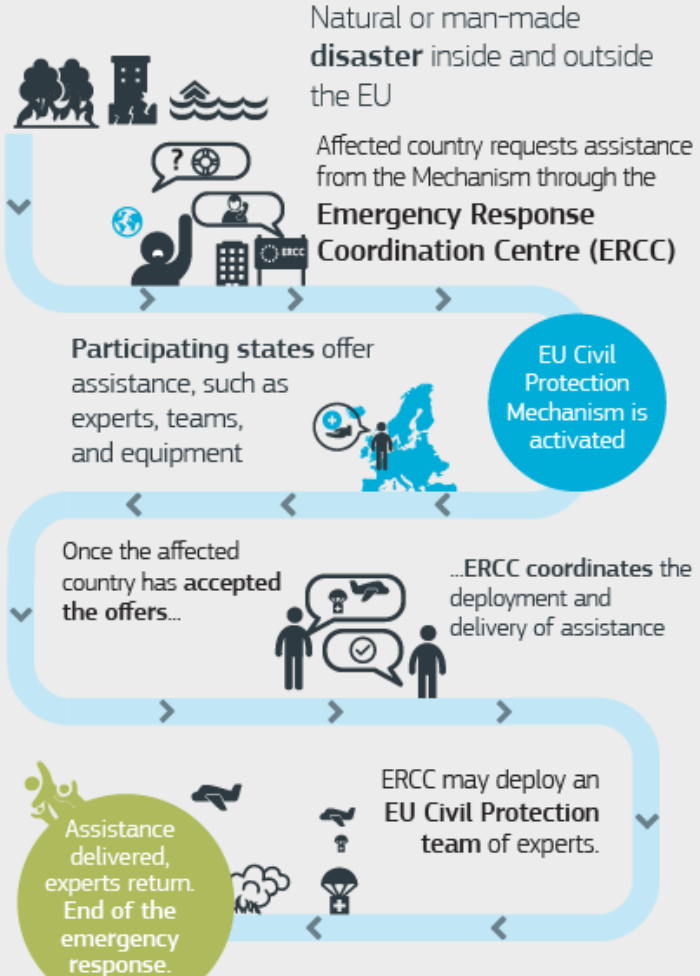 Natural or man-made
disaster inside and outside
the EU
Affected country requests assistance
from the Mechanism through the
Emergency Response
Coordination Centre (ERCC)
?
ERCC
Participating states offer
assistance, such as
experts, teams,
and equipment
EU Civil
Protection
Mechanism is
activated
Once the affected
country has accepted
the offers...
...ERCC coordinates the
deployment and
delivery of assistance
ERCC may deploy an
EU Civil Protection
team of experts.
Assistance
delivered,
experts return.
End of the
emergency
response.